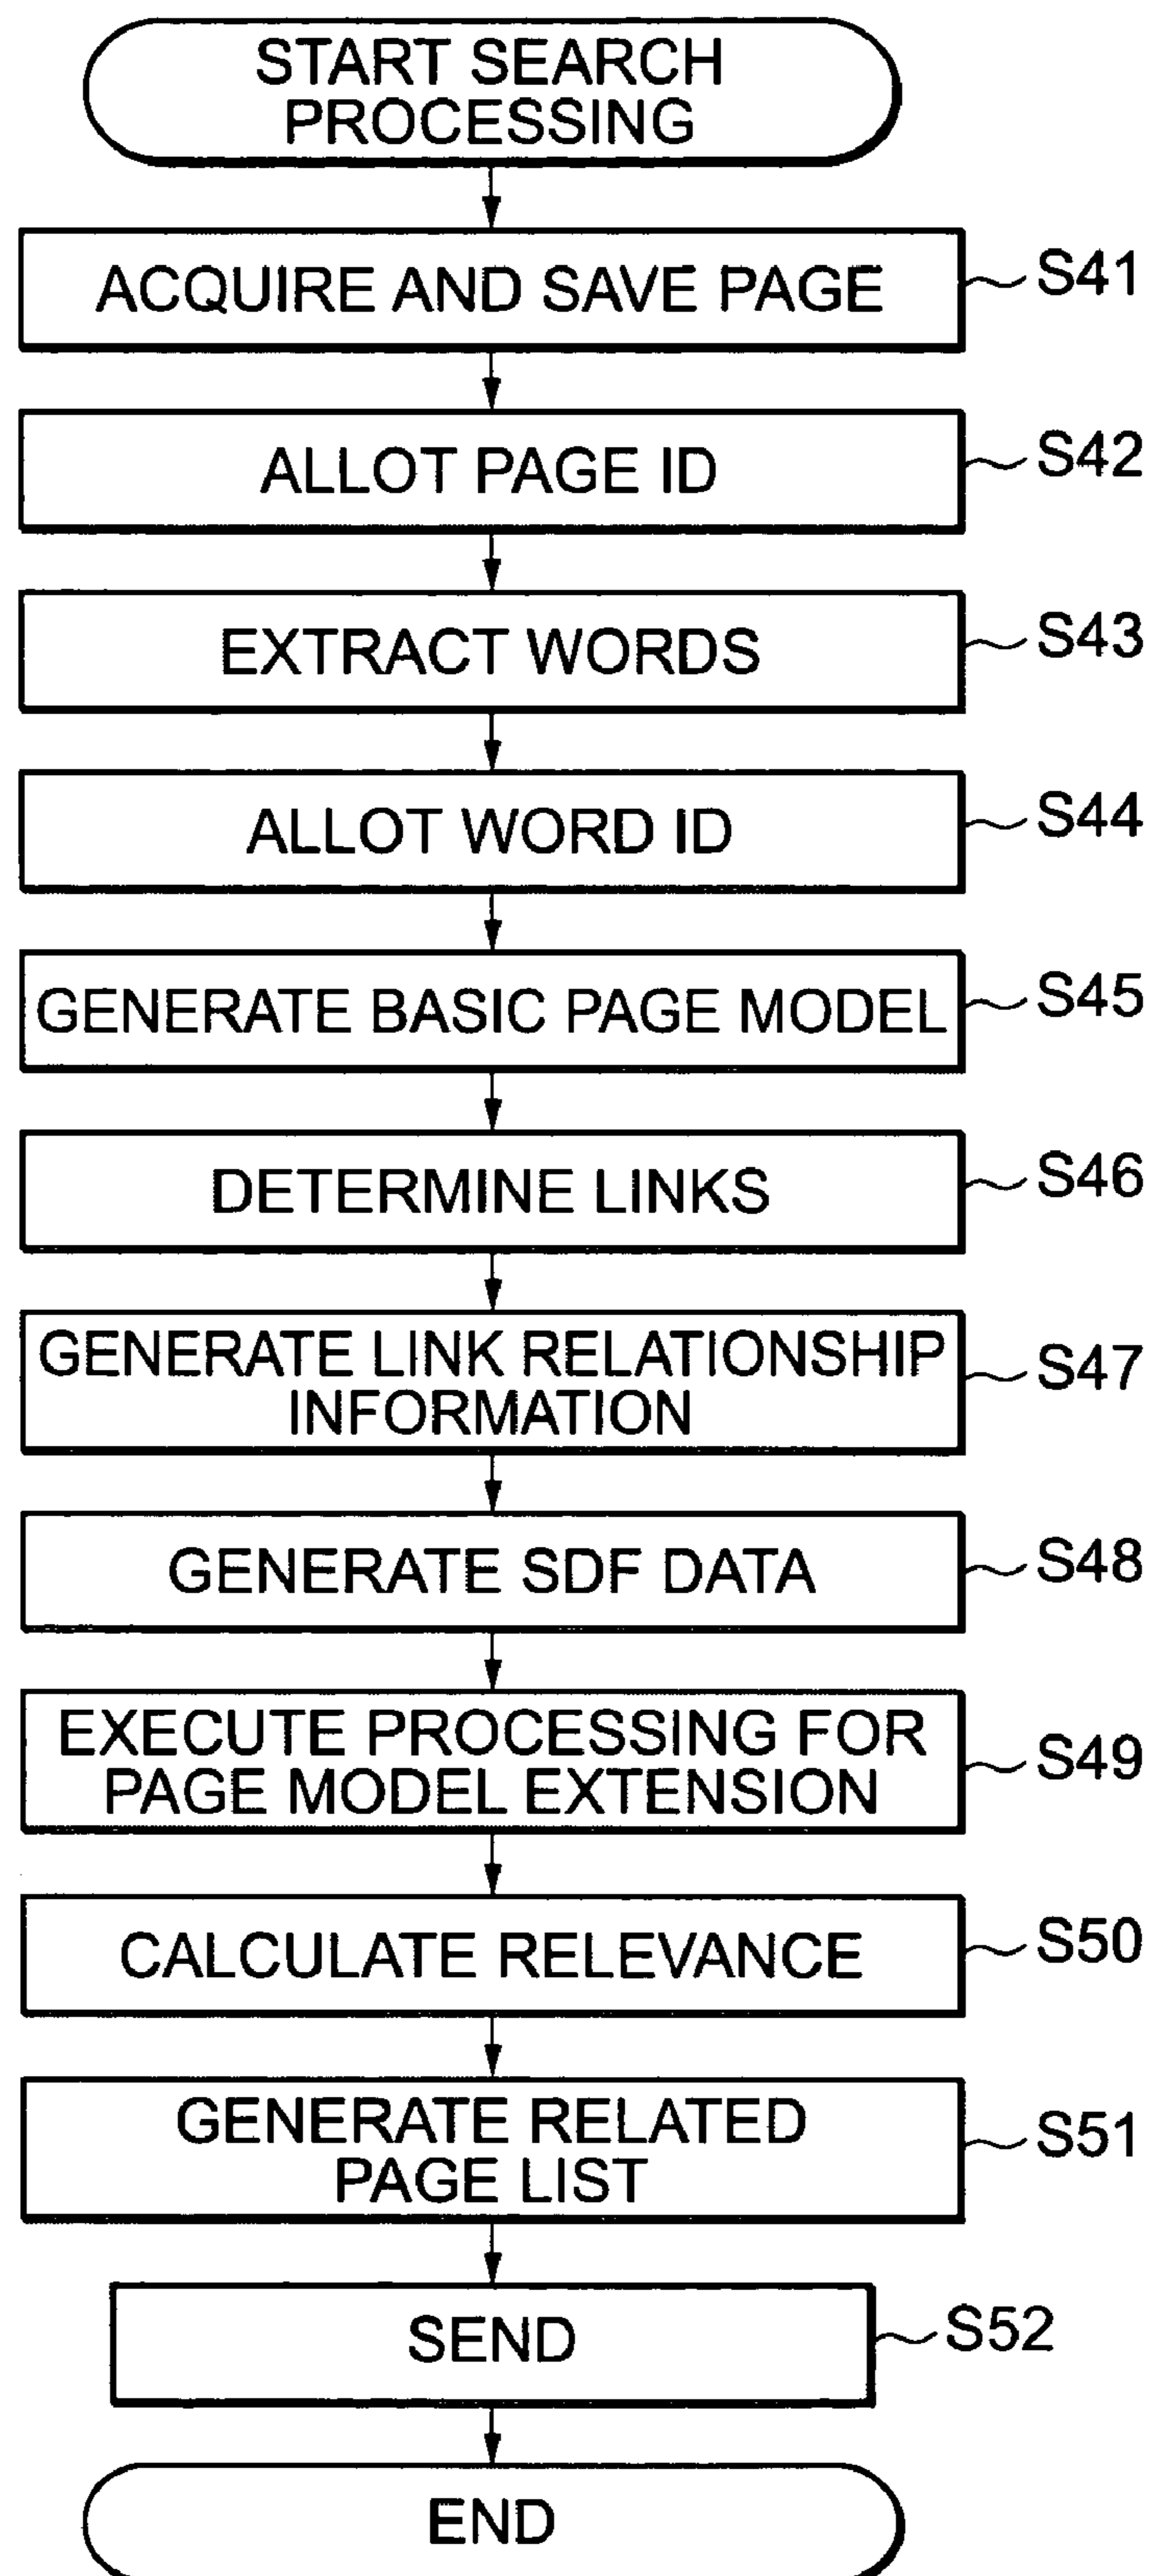 START SEARCH
PROCESSING
ACQUIRE AND SAVE PAGE
S41
ALLOT PAGE ID
S42
EXTRACT WORDS
S43
ALLOT WORD ID
S44
GENERATE BASIC PAGE MODEL
S45
DETERMINE LINKS
S46
GENERATE LINK RELATIONSHIP
INFORMATION
S47
GENERATE SDF DATA
S48
EXECUTE PROCESSING FOR
PAGE MODEL EXTENSION
S49
CALCULATE RELEVANCE
S50
GENERATE RELATED
PAGE LIST
S51
SEND
S52
END